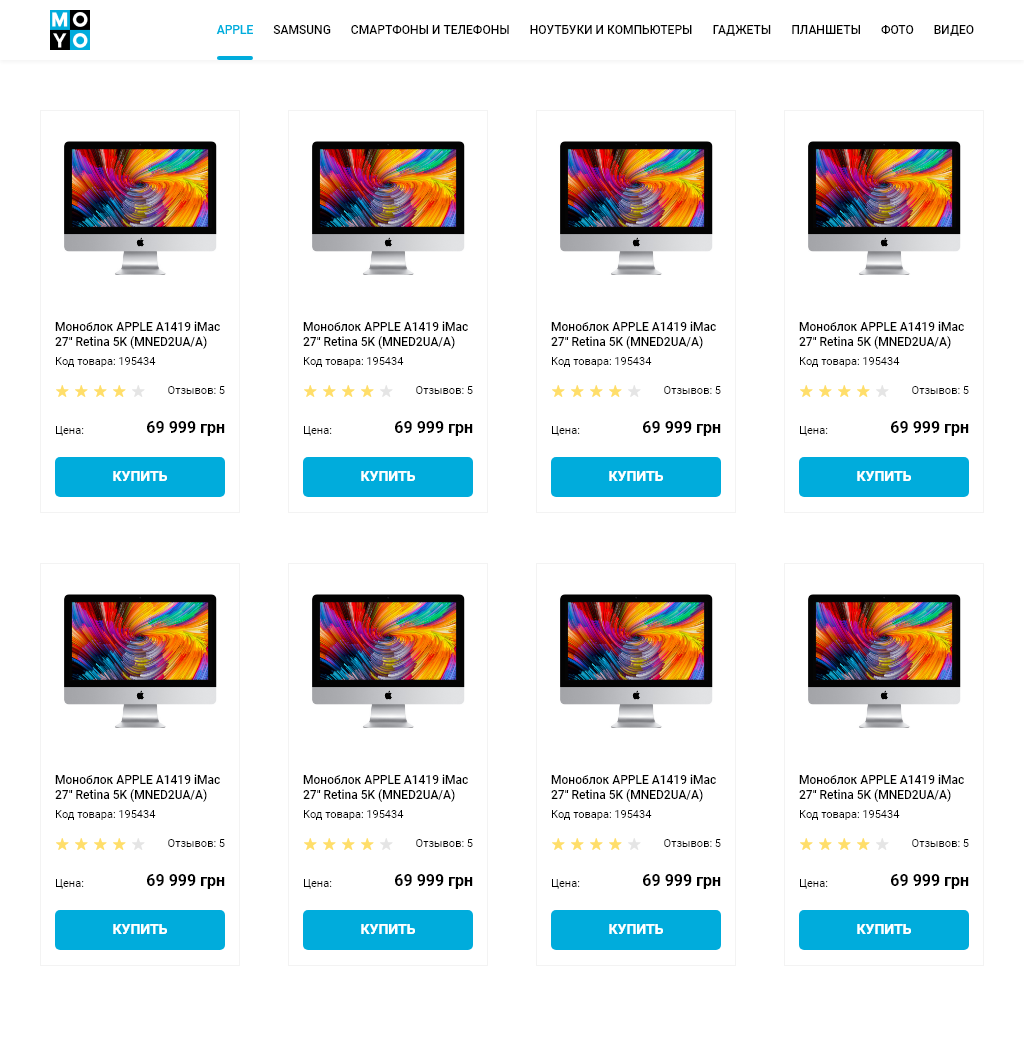 MO
YO
APPLE SAMSUNG СМАРТФОНЫ И ТЕЛЕФОНЫ НОУТБУКИ И КОМПЬЮТЕРЫ ГАДЖЕТЫ ПЛАНШЕТЫ ФОТО ВИДЕО
Моноблок APPLE A1419 iMac
27" Retina 5K (MNED2UA/A)
Код товара: 195434
Отзывов: 5
Цена: 69 999 грн
КУПИТЬ
Моноблок APPLE A1419 iMac
27" Retina 5K (MNED2UA/A)
Код товара: 195434
Отзывов: 5
Цена: 69 999 грн
КУПИТЬ
Моноблок APPLE A1419 iMac
27" Retina 5K (MNED2UA/A)
Код товара: 195434
Отзывов: 5
Цена: 69 999 грн
КУПИТЬ
Моноблок APPLE A1419 iMac
27" Retina 5K (MNED2UA/A)
Код товара: 195434
Отзывов: 5
Цена: 69 999 грн
КУПИТЬ
Моноблок APPLE A1419 iMac
27" Retina 5K (MNED2UA/A)
Код товара: 195434
Отзывов: 5
Цена: 69 999 грн
КУПИТЬ
Моноблок APPLE A1419 iMac
27" Retina 5K (MNED2UA/A)
Код товара: 195434
Отзывов: 5
Цена: 69 999 грн
КУПИТЬ
Моноблок APPLE A1419 iMac
27" Retina 5K (MNED2UA/A)
Код товара: 195434
Отзывов: 5
Цена: 69 999 грн
КУПИТЬ
Моноблок APPLE A1419 iMac
27" Retina 5K (MNED2UA/A)
Код товара: 195434
Отзывов: 5
Цена: 69 999 грн
КУПИТЬ